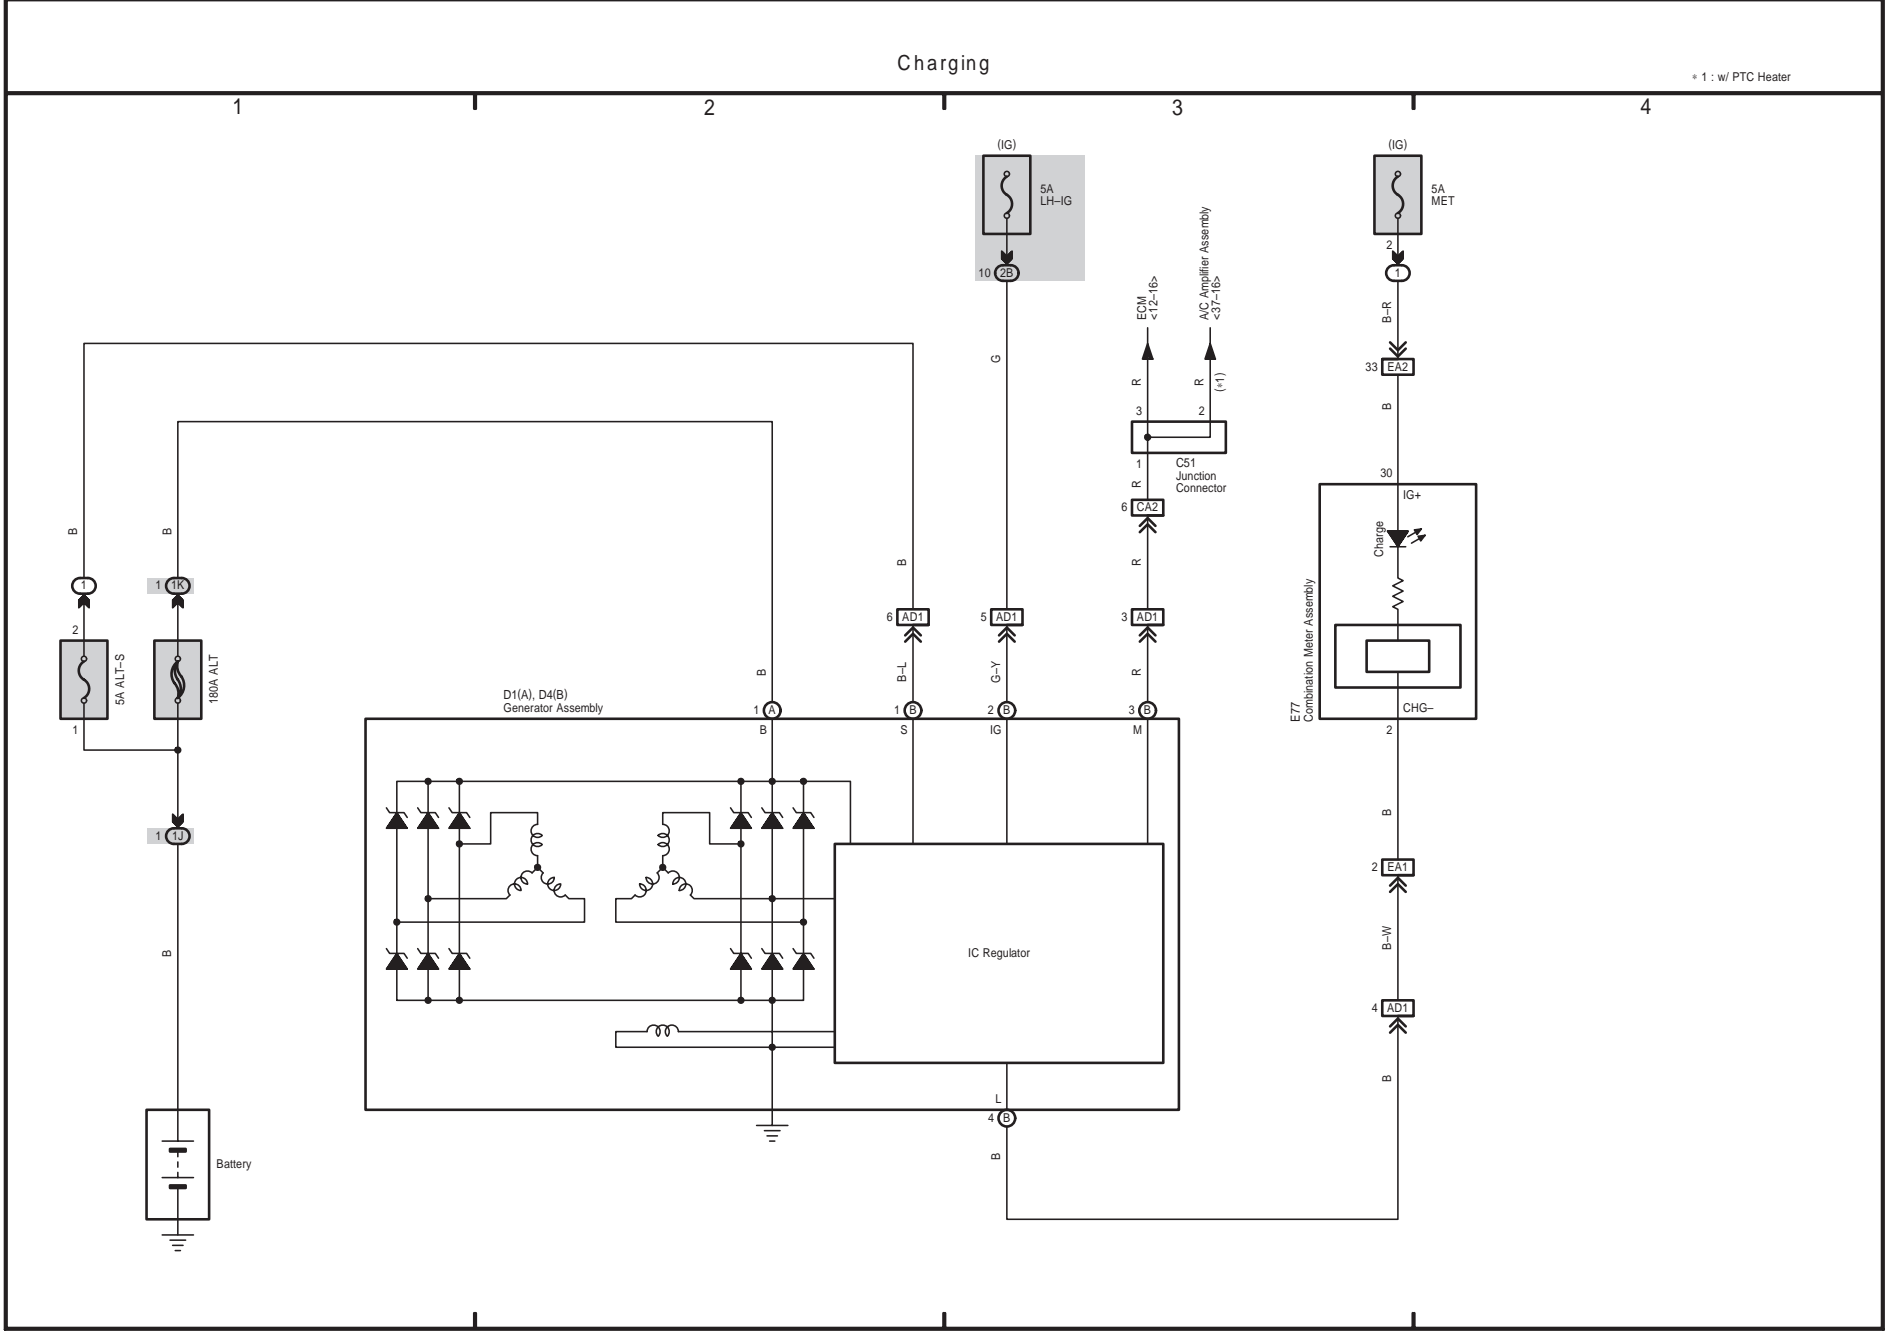 Charging
* 1 : w/ PTC Heater
1
2
3
4
(IG)
5A
LH–IG
10 2B
G
(IG)
5A
MET
2
1
B–R
33 EA2
B
30
IG+
Charge
E77
Combination Meter Assembly
CHG–
2
B
2 EA1
B–W
4 AD1
B
ECM
<12–16>
A/C Amplifier Assembly
<37–16>
R
R
(*1)
3
2
1
C51
Junction
Connector
R
6 CA2
R
3 AD1
R
3 B
M
B
B
1
1 1K
2
5A ALT–S
180A ALT
1
1 1J
B
Battery
B
6 AD1
B–L
1 B
S
5 AD1
G–Y
2 B
IG
B
1 A
B
D1(A), D4(B)
Generator Assembly
IC Regulator
L
4 B
B